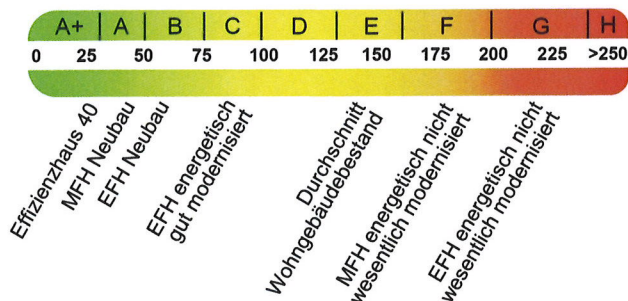 A+ A B C D E F G H
0 25 50 75 100 125 150 175 200 225 >250
Effizienzhaus 40
MFH Neubau
EFH Neubau
EFH energetisch
gut modernisiert
Durchschnitt
Wohngebäudebestand
MFH energetisch nicht
wesentlich modernisiert
EFH energetisch nicht
wesentlich modernisiert